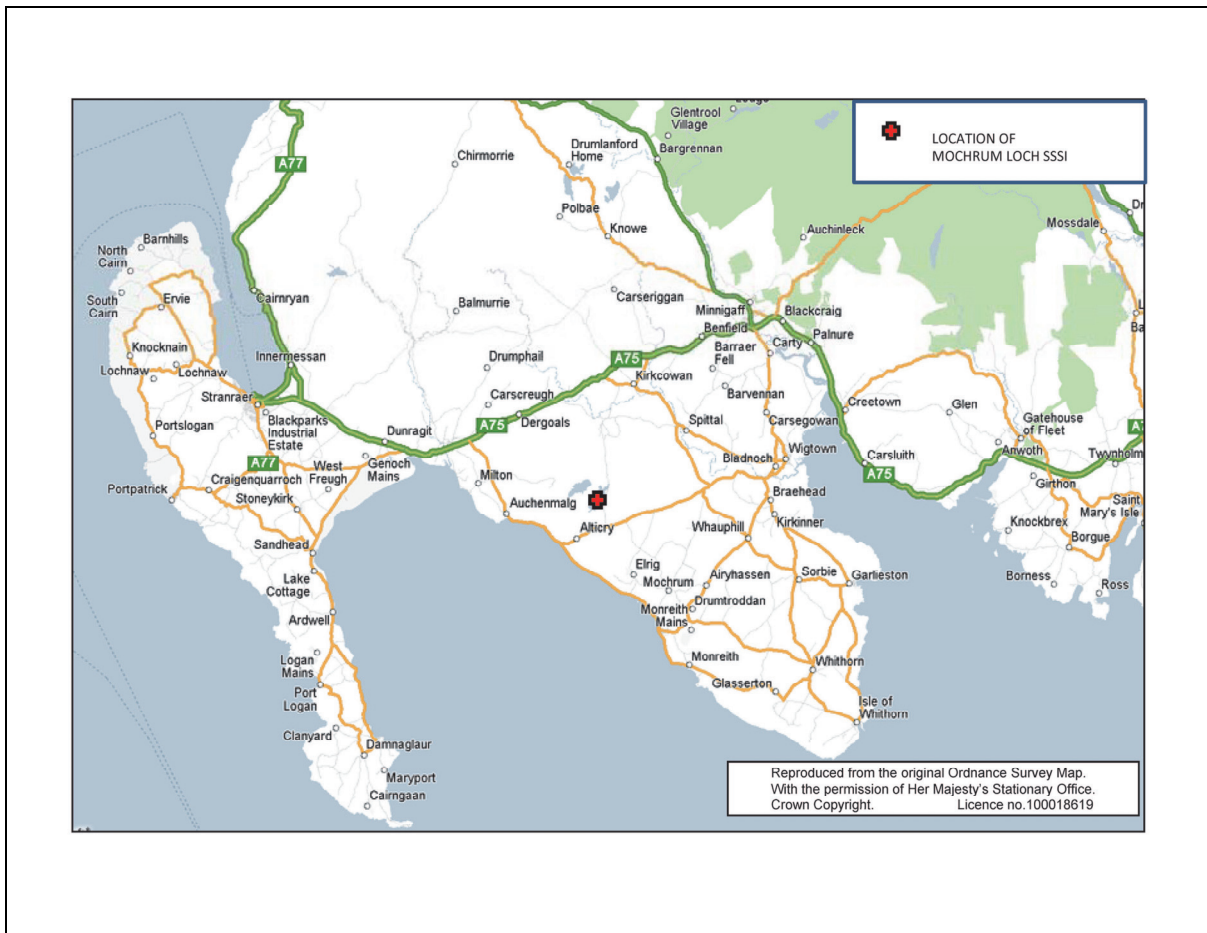 Glentrool
Village
Bargrennan
LOCATION OF
MOCHRUM LOCH SSSI
A77
Chirmorrie
Drumlanford
Home
Polbae
Knowe
Auchinleck
Mossdale
Barnhills
North
Cairn
South
Cairn
Ervie
Cairnryan
Balmurrie
Carseriggan
Minnigaff
Blackcraig
Benfield
Palnure
Knocknain
Lochnaw
Lochnaw
Innermessan
Drumphail
A75
Barraer
Fell
Carty
Kirkcowan
Barvennan
Stranraer
Carscreugh
Blackparks
Industrial
Estate
Portslogan
Dunragit
A75
Dergoals
Spittal
Carsegowan
Creetown
Glen
Gatehouse
of Fleet
Anwoth
Twynholm
A77
West
Freugh
Genoch
Mains
Milton
Bladnoch
Wigtown
Carsluith
A75
Girthon
Craigenquarroch
Stoneykirk
Portpatrick
Auchenmalg
Alticry
Braehead
Kirkinner
Whauphill
Knockbrex
Saint
Mary's Isle
Borgue
Sandhead
Lake
Cottage
Elrig
Mochrum
Airyhassen
Sorbie
Garlieston
Borness
Ross
Ardwell
Monreith
Mains
Drumtroddan
Logan
Mains
Port
Logan
Monreith
Glasserton
Whithorn
Isle of
Whithorn
Clanyard
Damnaglaur
Maryport
Cairngaan
Reproduced from the original Ordnance Survey Map.
With the permission of Her Majesty's Stationary Office.
Crown Copyright. Licence no.100018619